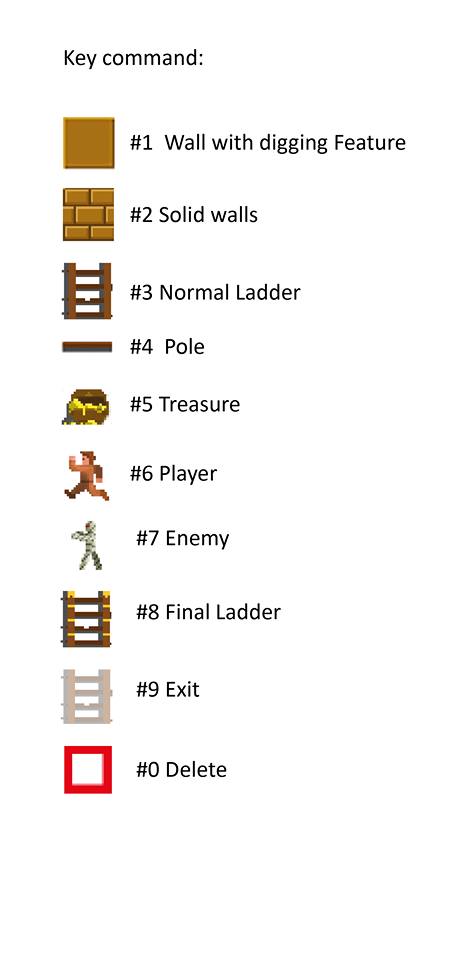 Key command:
#1 Wall with digging Feature
#2 Solid walls
#3 Normal Ladder
#4 Pole
#5 Treasure
#6 Player
#7 Enemy
#8 Final Ladder
#9 Exit
#0 Delete